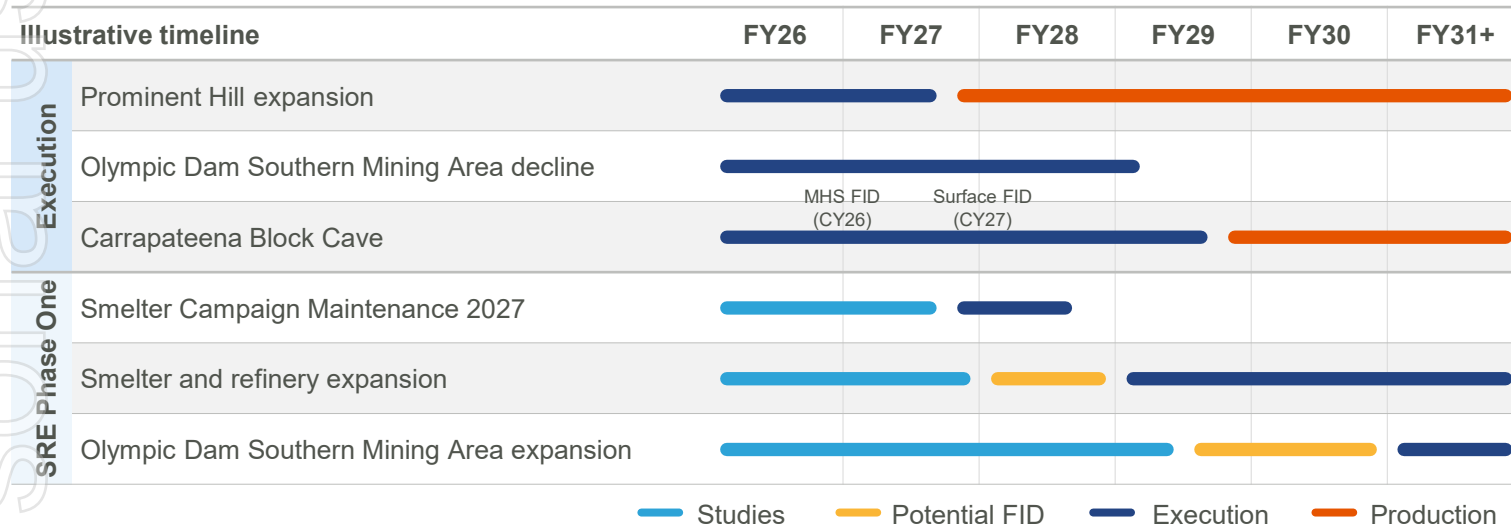 Illustrative timeline FY26 FY27 FY28 FY29 FY30 FY31+
Execution
Prominent Hill expansion
Olympic Dam Southern Mining Area decline
MHS FID Surface FID
(CY26) (CY27)
Carrapateena Block Cave
SRE Phase One
Smelter Campaign Maintenance 2027
Smelter and refinery expansion
Olympic Dam Southern Mining Area expansion
Studies Potential FID Execution Production